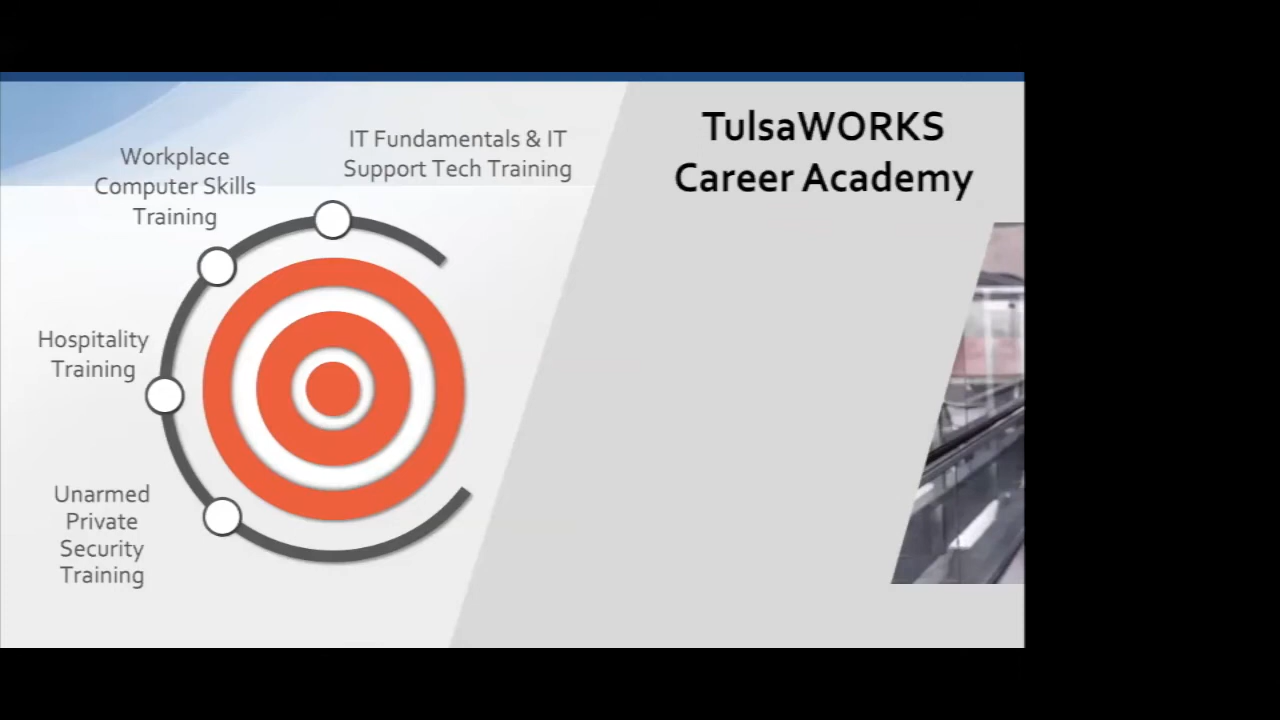 TulsaWORKS
Career Academy
IT Fundamentals & IT
Support Tech Training
Workplace
Computer Skills
Training
Hospitality
Training
Unarmed
Private
Security
Training